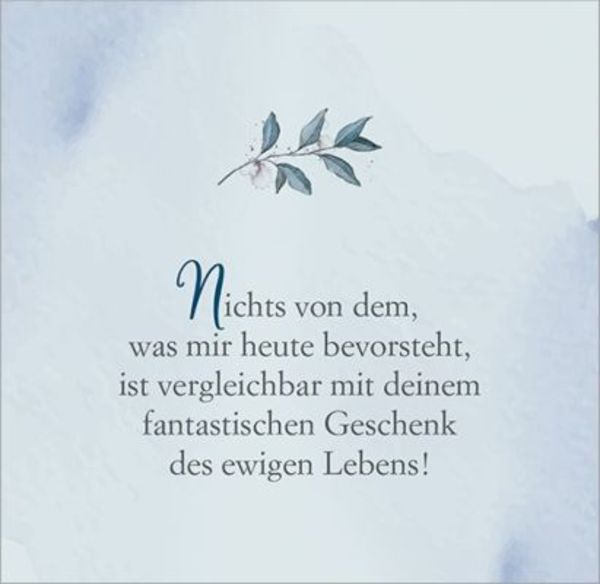 Nichts von dem,
was mir heute bevorsteht,
ist vergleichbar mit deinem
fantastischen Geschenk
des ewigen Lebens!